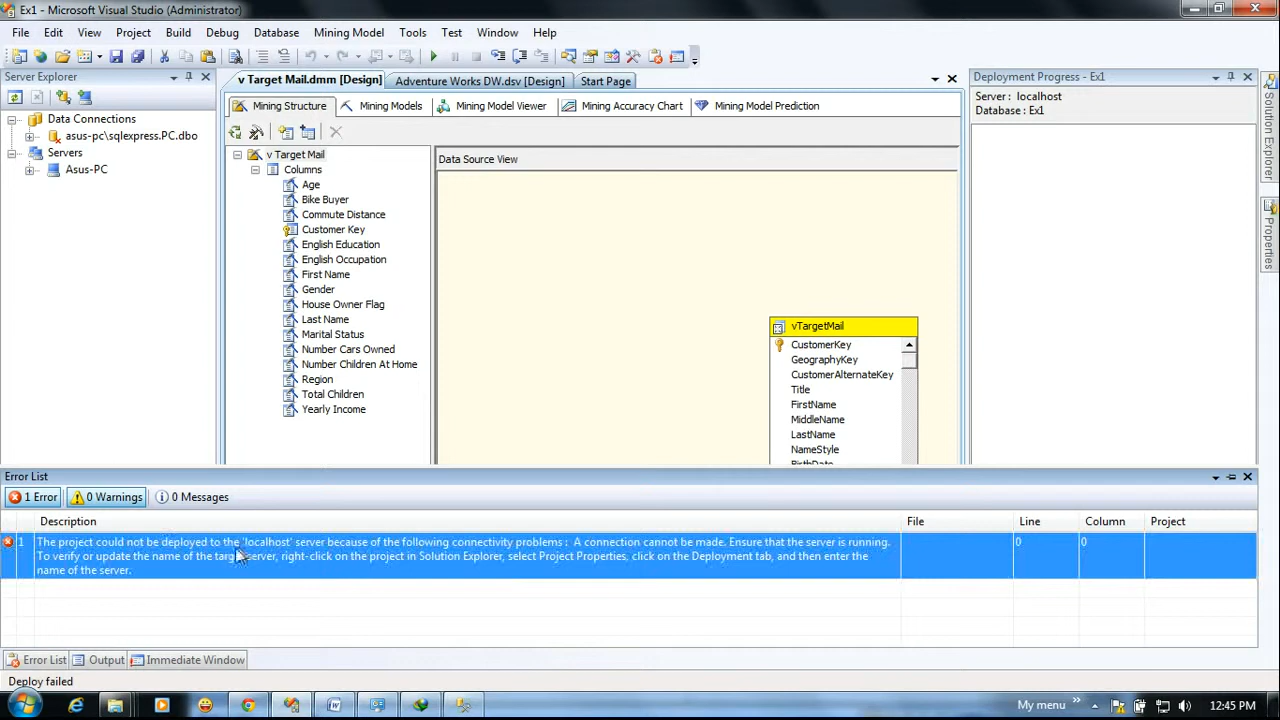 Ex1 - Microsoft Visual Studio (Administrator)
File Edit View Project Build Debug Database Mining Model Tools Test Window Help
Server Explorer
Data Connections
asus-pc\sqlexpress.PC.dbo
Servers
Asus-PC
v Target Mail.dmm [Design] Adventure Works DW.dsv [Design] Start Page
Mining Structure Mining Models Mining Model Viewer Mining Accuracy Chart Mining Model Prediction
v Target Mail
Columns
Age
Bike Buyer
Commute Distance
Customer Key
English Education
English Occupation
First Name
Gender
House Owner Flag
Last Name
Marital Status
Number Cars Owned
Number Children At Home
Region
Total Children
Yearly Income
Data Source View
vTargetMail
CustomerKey
GeographyKey
CustomerAlternateKey
Title
FirstName
MiddleName
LastName
NameStyle
BirthDate
Deployment Progress - Ex1
Server : localhost
Database : Ex1
Solution Explorer
Properties
Error List
1 Error 0 Warnings 0 Messages
Description File Line Column Project
1 The project could not be deployed to the 'localhost' server because of the following connectivity problems : A connection cannot be made. Ensure that the server is running. 0 0
To verify or update the name of the target server, right-click on the project in Solution Explorer, select Project Properties, click on the Deployment tab, and then enter the
name of the server.
Error List Output Immediate Window
Deploy failed
My menu 12:45 PM